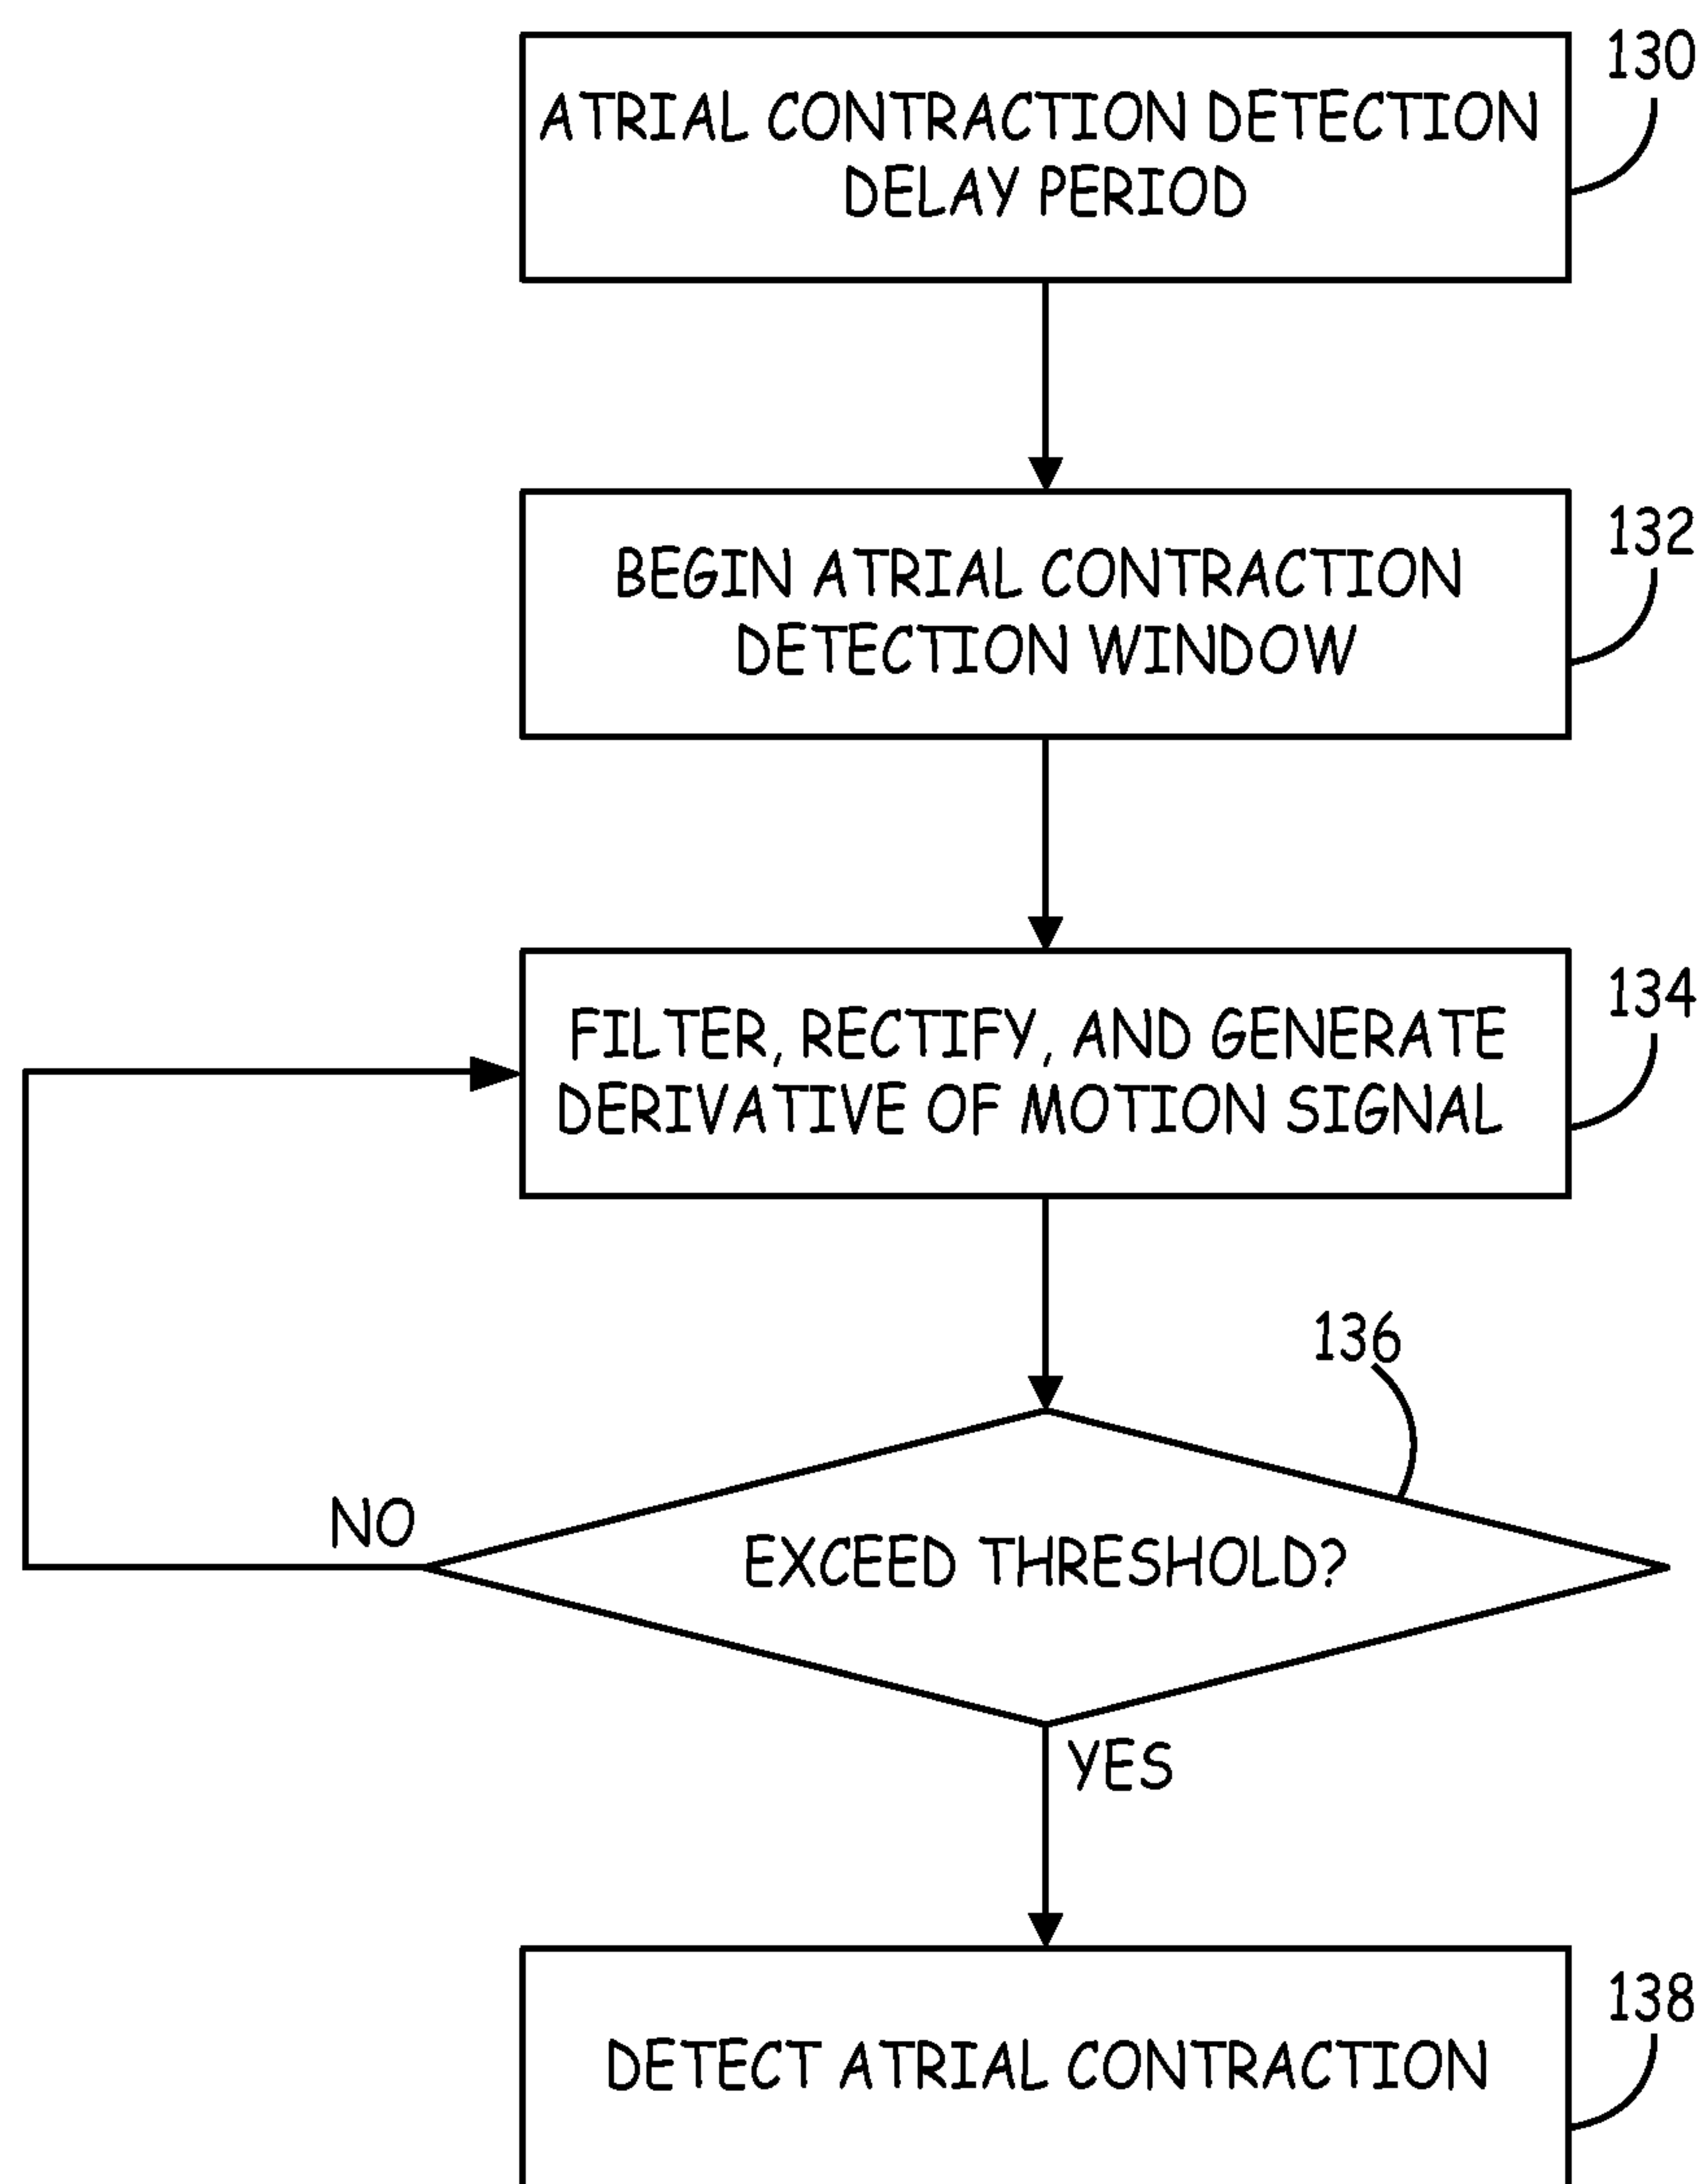 130
ATRIAL CONTRACTION DETECTION
DELAY PERIOD
132
BEGIN ATRIAL CONTRACTION
DETECTION WINDOW
134
FILTER, RECTIFY, AND GENERATE
DERIVATIVE OF MOTION SIGNAL
136
NO
EXCEED THRESHOLD?
YES
138
DETECT ATRIAL CONTRACTION